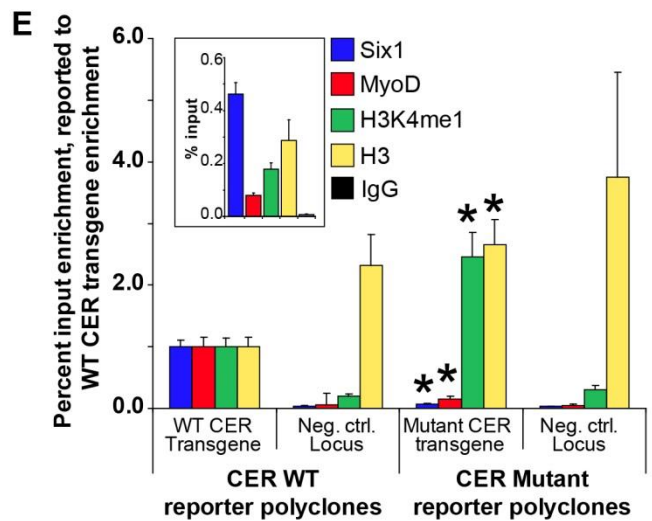 E
Percent input enrichment, reported to
WT CER transgene enrichment
6.0
4.0
2.0
0.0
% input
0.6
0.4
0.2
0.0
Six1
MyoD
H3K4me1
H3
IgG
* * * *
WT CER
Transgene
Neg. ctrl.
Locus
Mutant CER
transgene
Neg. ctrl.
Locus
CER WT
reporter polyclones
CER Mutant
reporter polyclones